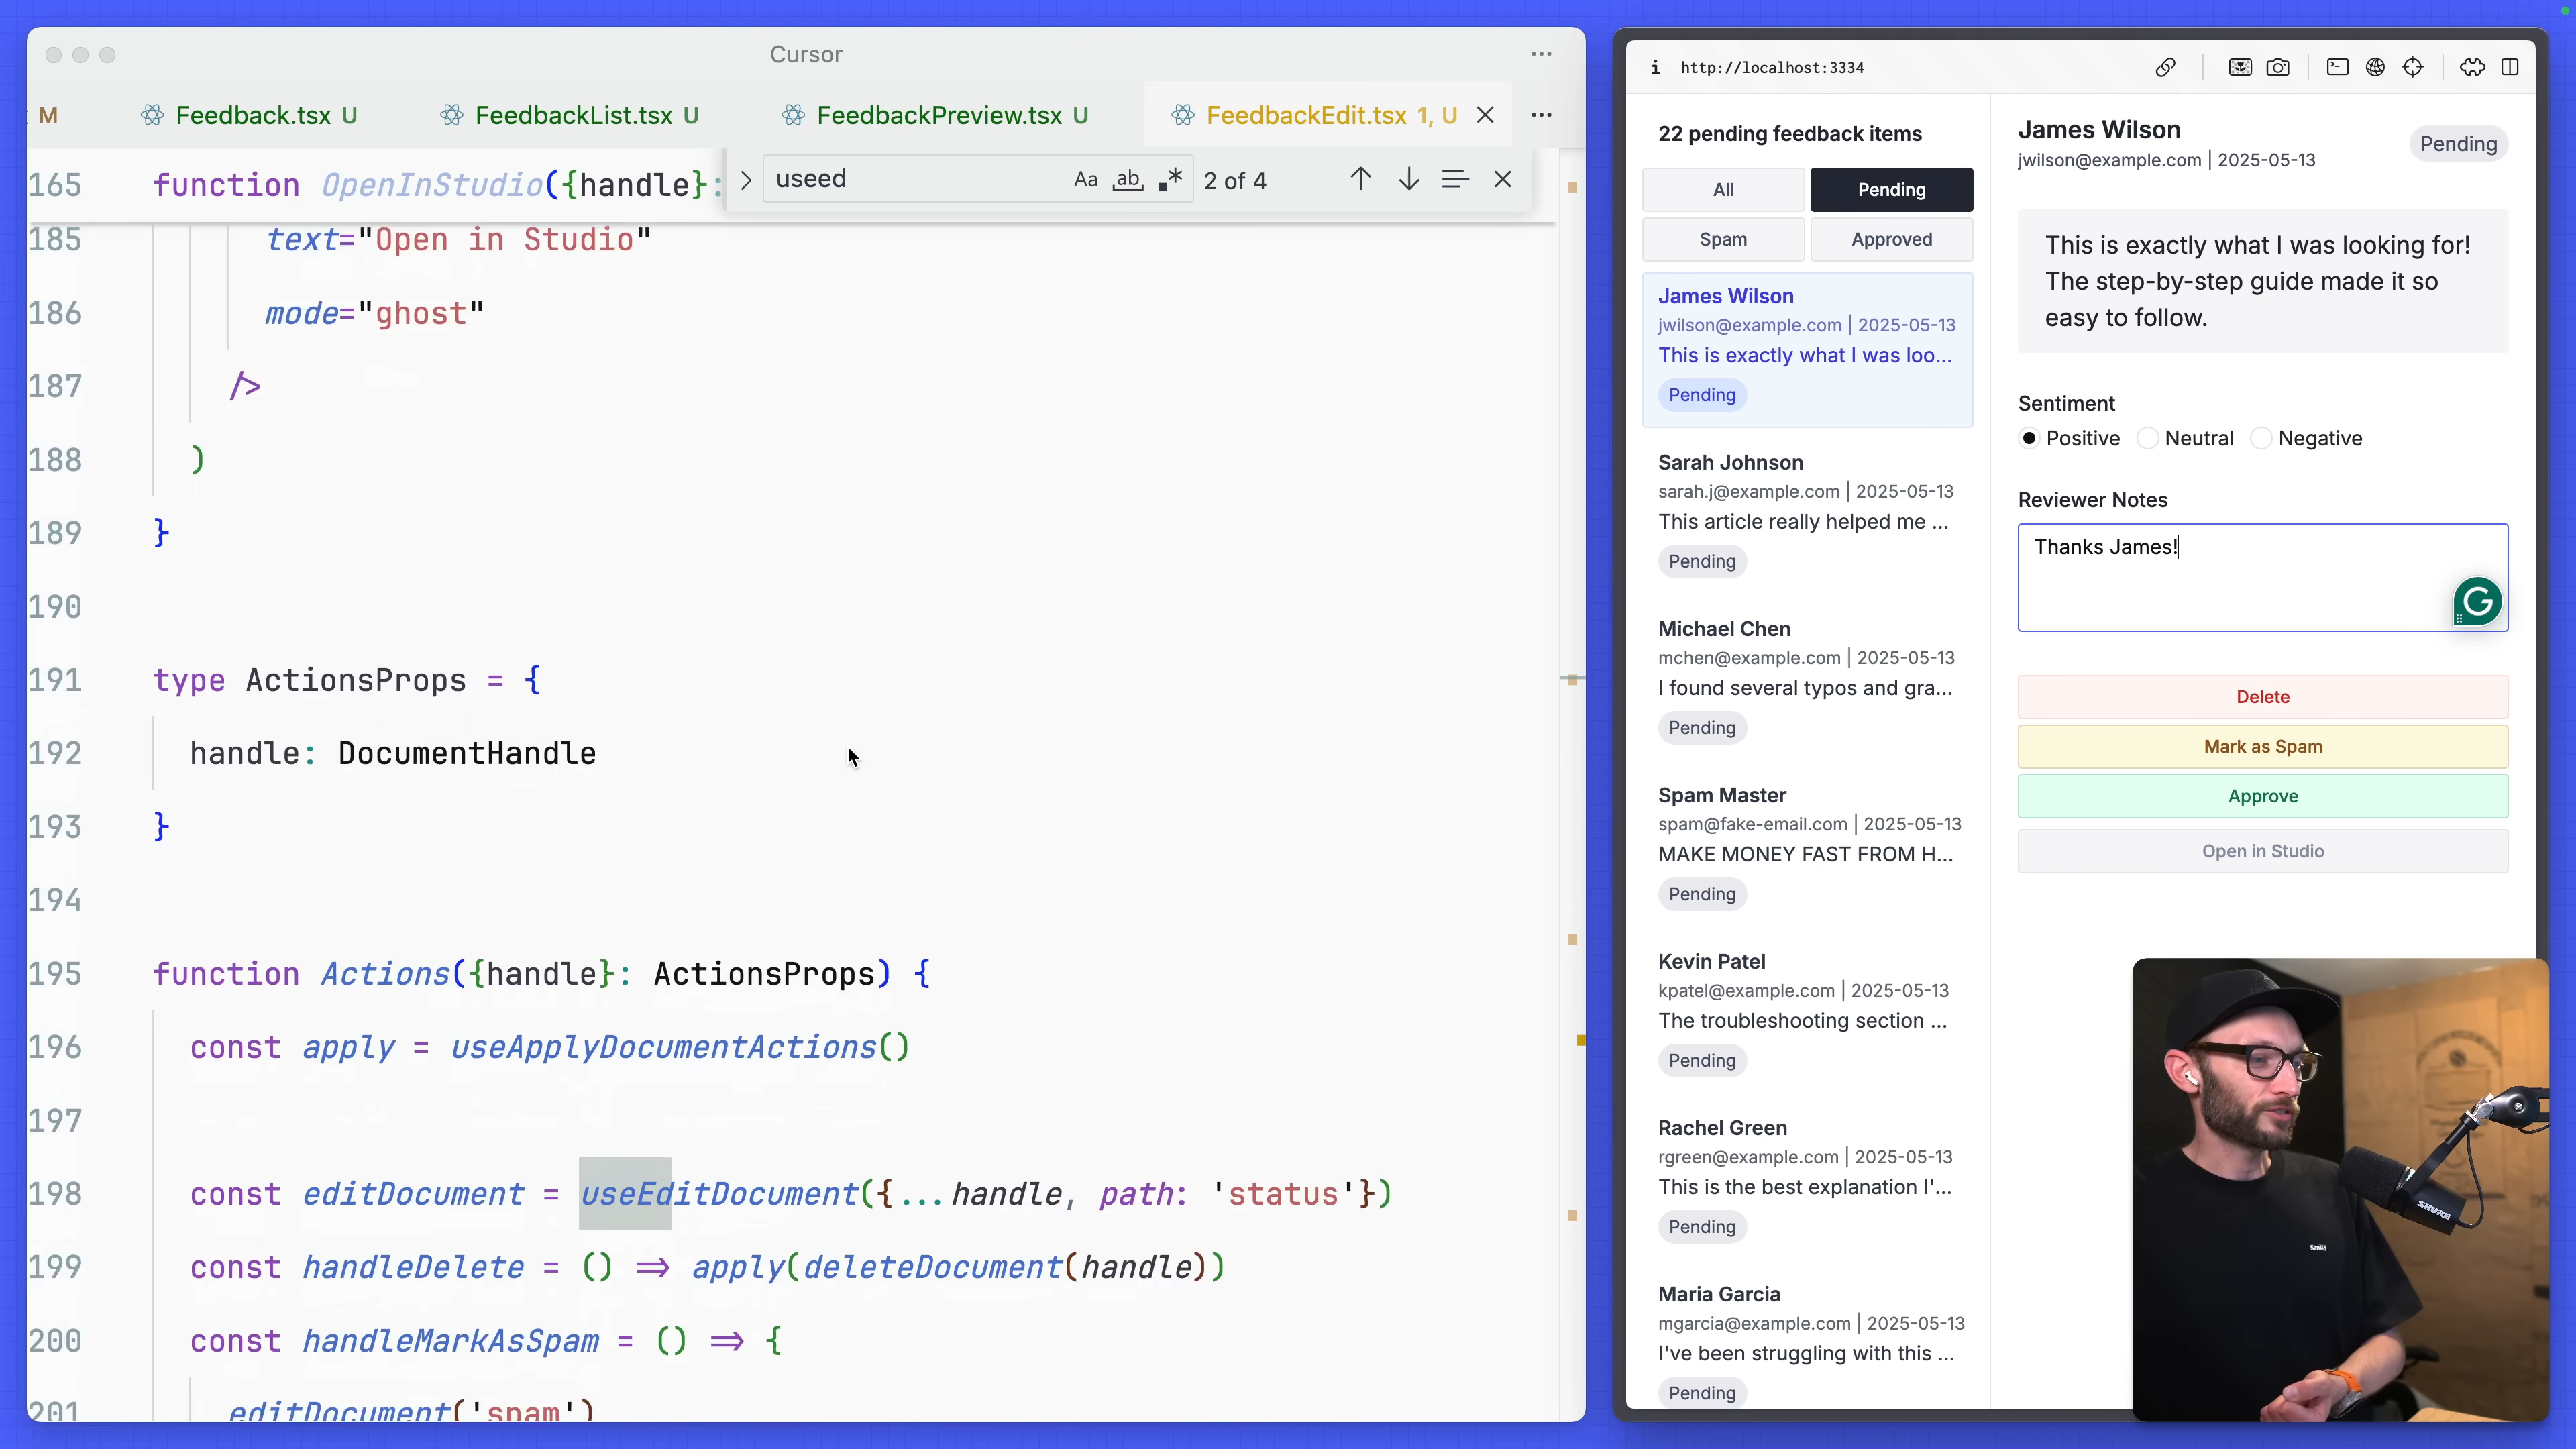 Cursor
M
Feedback.tsx U
FeedbackList.tsx U
FeedbackPreview.tsx U
FeedbackEdit.tsx 1, U
useed
Aa ab 2 of 4
165 function OpenInStudio({handle}:
185 text="Open in Studio"
186 mode="ghost"
187 />
188 )
189 }
190
191 type ActionsProps = {
192 handle: DocumentHandle
193 }
194
195 function Actions({handle}: ActionsProps) {
196 const apply = useApplyDocumentActions()
197
198 const editDocument = useEditDocument({...handle, path: 'status'})
199 const handleDelete = () => apply(deleteDocument(handle))
200 const handleMarkAsSpam = () => {
201 editDocument('spam')
i http://localhost:3334
22 pending feedback items
All
Pending
Spam
Approved
James Wilson
jwilson@example.com | 2025-05-13
This is exactly what I was loo...
Pending
Sarah Johnson
sarah.j@example.com | 2025-05-13
This article really helped me ...
Pending
Michael Chen
mchen@example.com | 2025-05-13
I found several typos and gra...
Pending
Spam Master
spam@fake-email.com | 2025-05-13
MAKE MONEY FAST FROM H...
Pending
Kevin Patel
kpatel@example.com | 2025-05-13
The troubleshooting section ...
Pending
Rachel Green
rgreen@example.com | 2025-05-13
This is the best explanation I'...
Pending
Maria Garcia
mgarcia@example.com | 2025-05-13
I've been struggling with this ...
Pending
James Wilson
jwilson@example.com | 2025-05-13
Pending
This is exactly what I was looking for!
The step-by-step guide made it so
easy to follow.
Sentiment
Positive
Neutral
Negative
Reviewer Notes
Thanks James!
G
Delete
Mark as Spam
Approve
Open in Studio
SHURE
Sanity